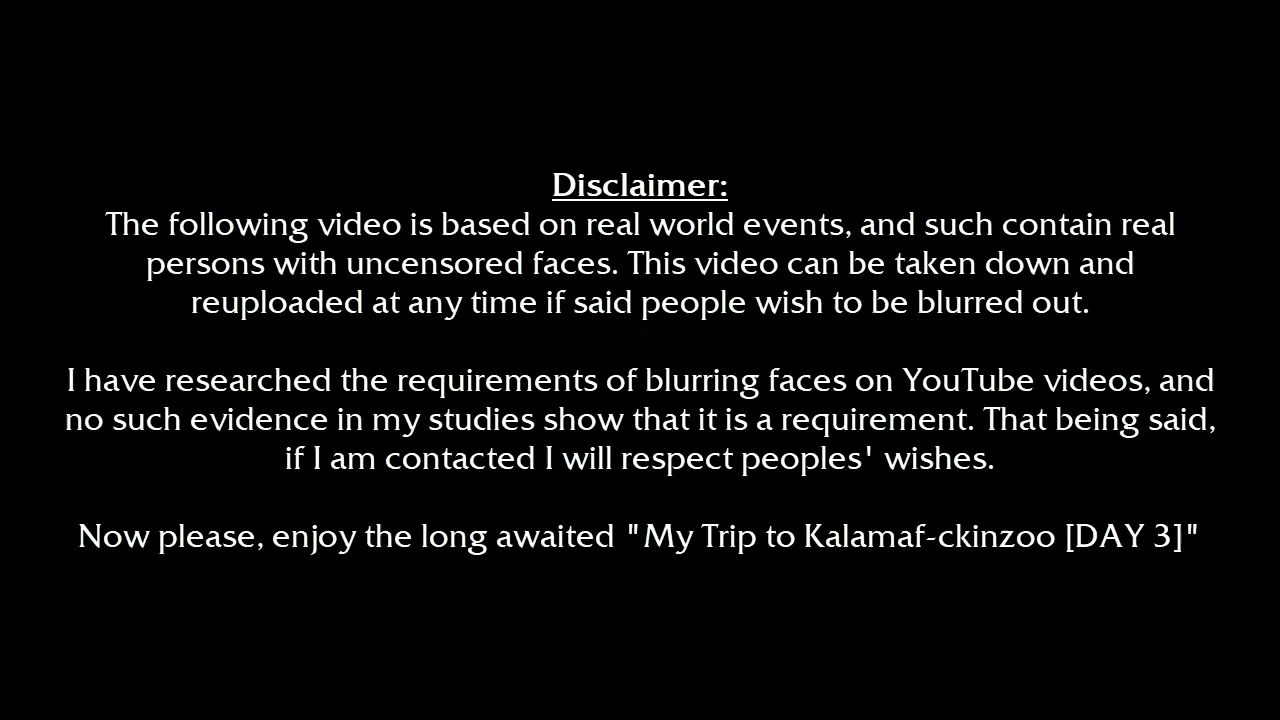 Disclaimer:
The following video is based on real world events, and such contain real
persons with uncensored faces. This video can be taken down and
reuploaded at any time if said people wish to be blurred out.
I have researched the requirements of blurring faces on YouTube videos, and
no such evidence in my studies show that it is a requirement. That being said,
if I am contacted I will respect peoples' wishes.
Now please, enjoy the long awaited "My Trip to Kalamaf-ckinzoo [DAY 3]"